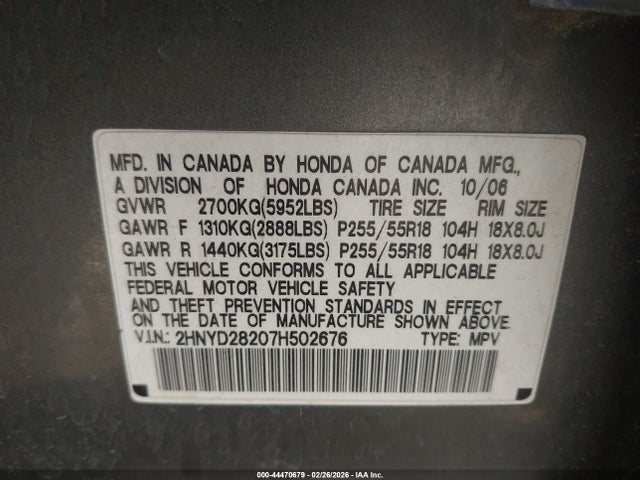 MFD. IN CANADA BY HONDA OF CANADA MFG.,
A DIVISION OF HONDA CANADA INC. 10/06
GVWR 2700KG(5952LBS) TIRE SIZE RIM SIZE
GAWR F 1310KG(2888LBS) P255/55R18 104H 18X8.0J
GAWR R 1440KG(3175LBS) P255/55R18 104H 18X8.0J
THIS VEHICLE CONFORMS TO ALL APPLICABLE
FEDERAL MOTOR VEHICLE SAFETY
AND THEFT PREVENTION STANDARDS IN EFFECT
ON THE DATE OF MANUFACTURE SHOWN ABOVE.
V.I.N.: 2HNYD28207H502676 TYPE: MPV
000-44470679 - 02/26/2026 - IAA Inc.